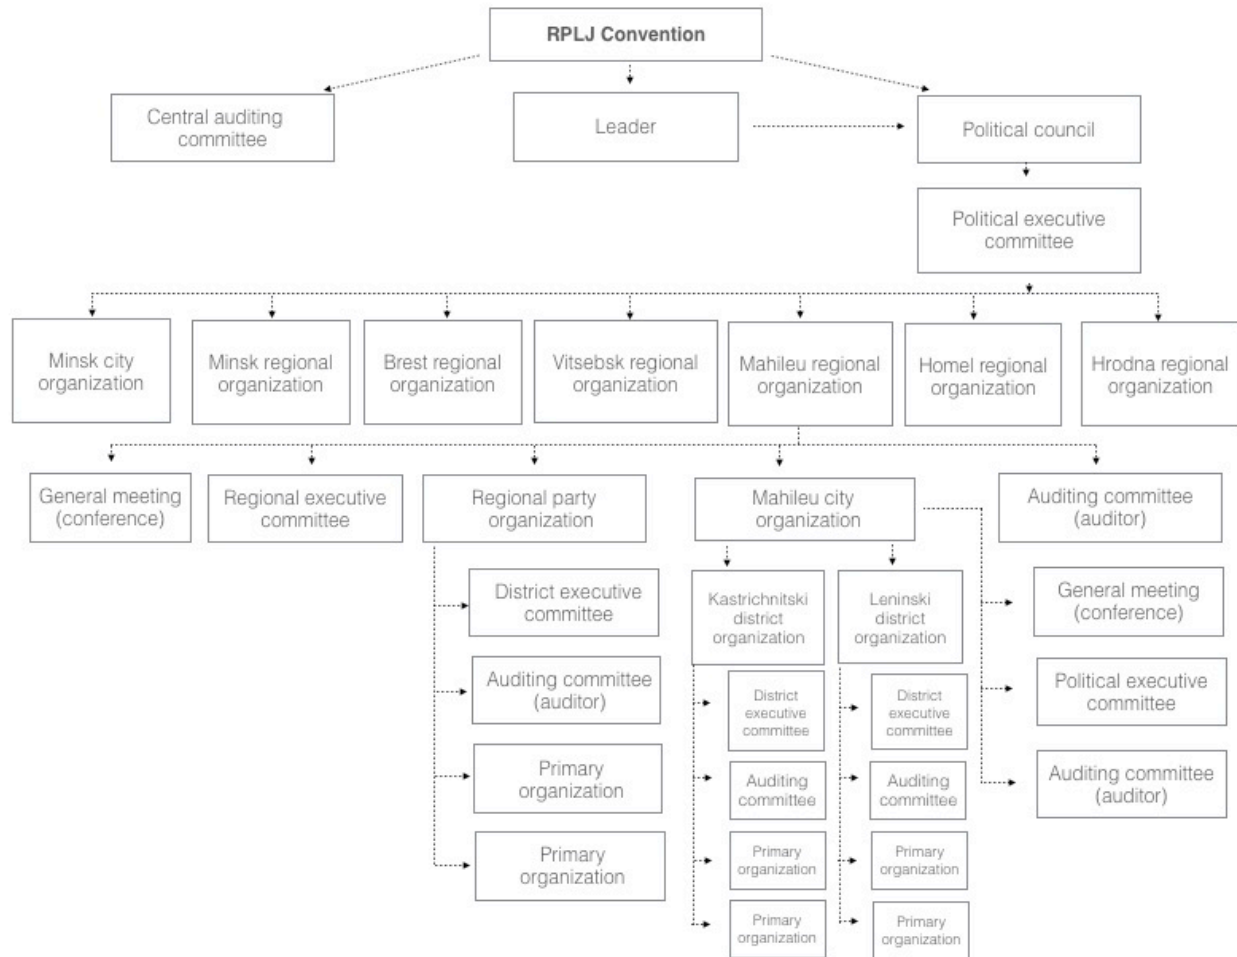 RPLJ Convention
Central auditing
committee
Leader
Political council
Political executive
committee
Minsk city
organization
Minsk regional
organization
Brest regional
organization
Vitsebsk regional
organization
Mahileu regional
organization
Homel regional
organization
Hrodna regional
organization
General meeting
(conference)
Regional executive
committee
Regional party
organization
Mahileu city
organization
Auditing committee
(auditor)
District executive
committee
Auditing committee
(auditor)
Primary
organization
Primary
organization
Kastrichnitski
district
organization
District
executive
committee
Auditing
committee
Primary
organization
Primary
organization
Leninski
district
organization
District
executive
committee
Auditing
committee
Primary
organization
Primary
organization
General meeting
(conference)
Political executive
committee
Auditing committee
(auditor)